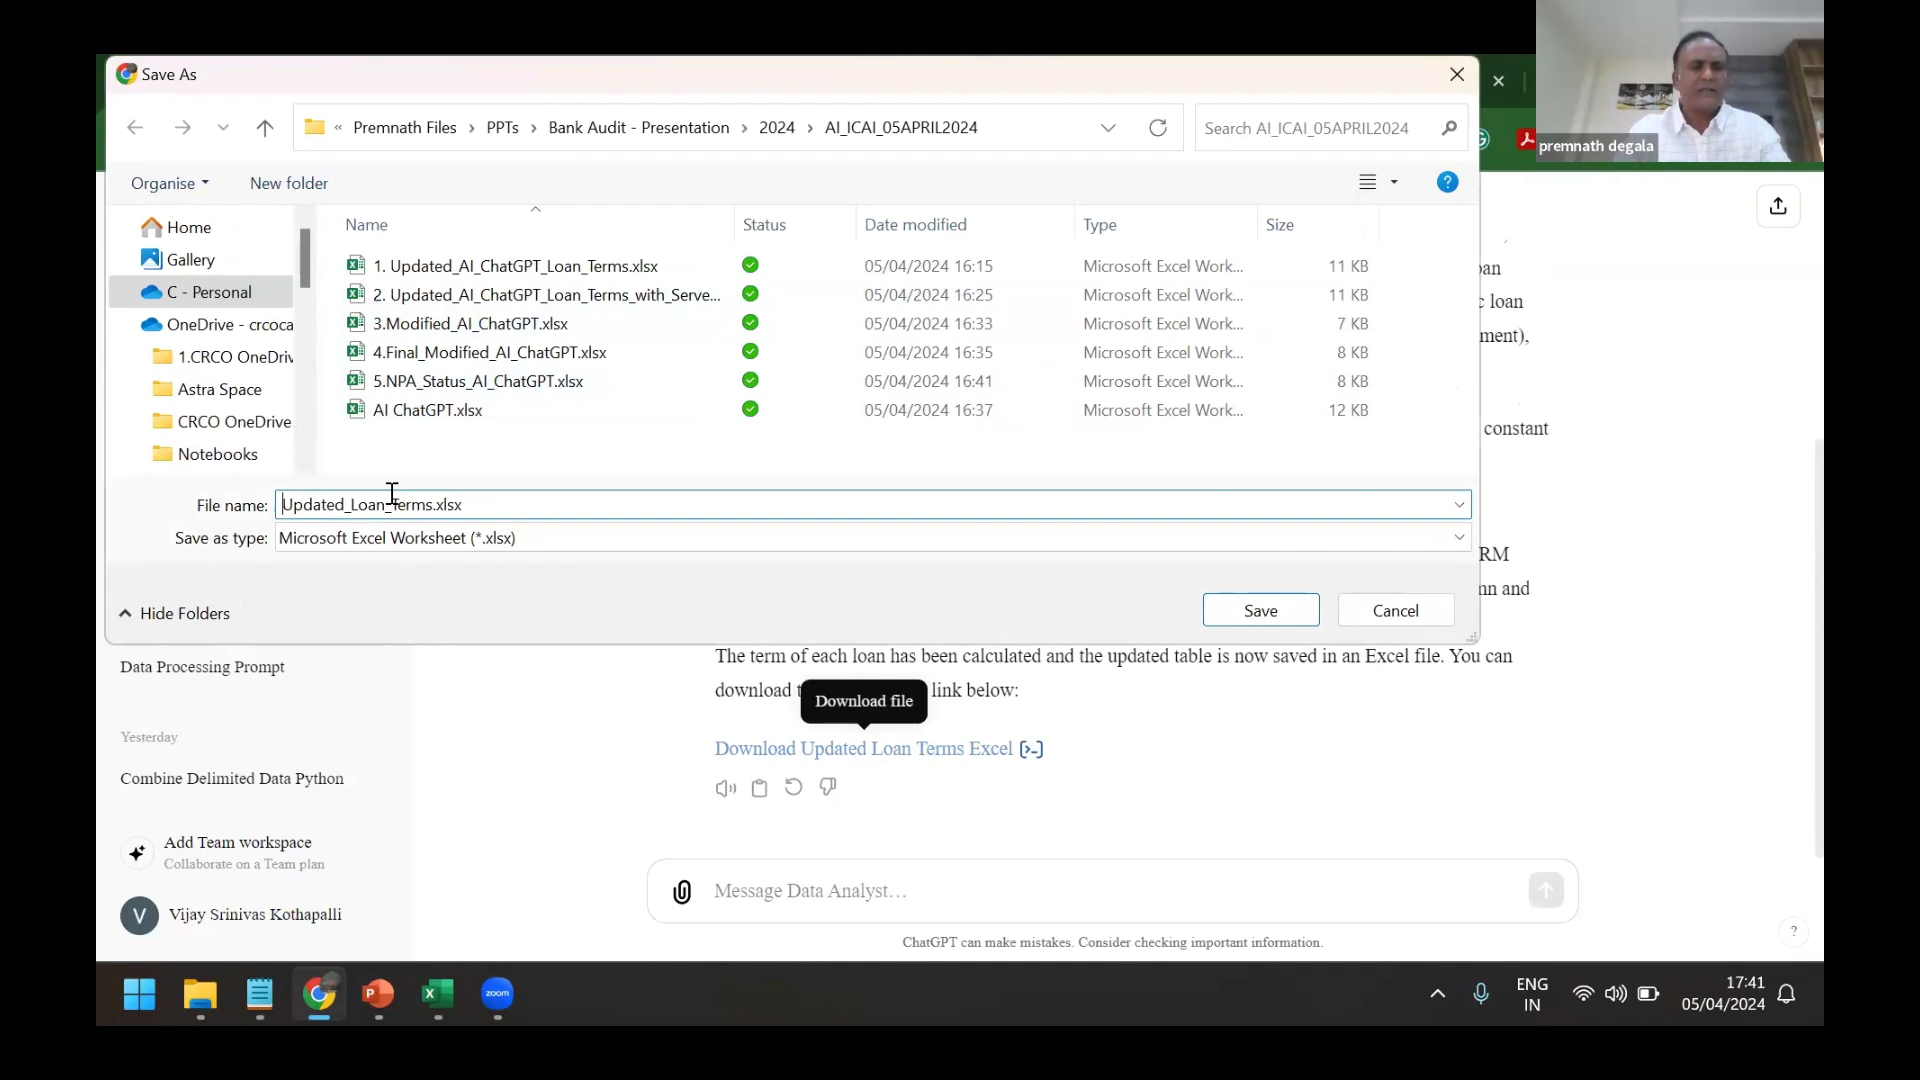 Save As
« Premnath Files > PPTs > Bank Audit - Presentation > 2024 > AI_ICAI_05APRIL2024
Search AI_ICAI_05APRIL2024
premnath degala
Organise
New folder
Name Status Date modified Type Size
Home
Gallery
C - Personal
OneDrive - crcoca
1.CRCO OneDriv
Astra Space
CRCO OneDrive
Notebooks
1. Updated_AI_ChatGPT_Loan_Terms.xlsx 05/04/2024 16:15 Microsoft Excel Work... 11 KB
2. Updated_AI_ChatGPT_Loan_Terms_with_Serve... 05/04/2024 16:25 Microsoft Excel Work... 11 KB
3.Modified_AI_ChatGPT.xlsx 05/04/2024 16:33 Microsoft Excel Work... 7 KB
4.Final_Modified_AI_ChatGPT.xlsx 05/04/2024 16:35 Microsoft Excel Work... 8 KB
5.NPA_Status_AI_ChatGPT.xlsx 05/04/2024 16:41 Microsoft Excel Work... 8 KB
AI ChatGPT.xlsx 05/04/2024 16:37 Microsoft Excel Work... 12 KB
loan
ment),
constant
RM
and
File name: Updated_Loan_Terms.xlsx
Save as type: Microsoft Excel Worksheet (*.xlsx)
Hide Folders
Save
Cancel
Data Processing Prompt
Yesterday
Combine Delimited Data Python
Add Team workspace
Collaborate on a Team plan
V
Vijay Srinivas Kothapalli
The term of each loan has been calculated and the updated table is now saved in an Excel file. You can
download link below:
Download file
Download Updated Loan Terms Excel [>-]
Message Data Analyst…
ChatGPT can make mistakes. Consider checking important information.
?
zoom
ENG
IN
17:41
05/04/2024